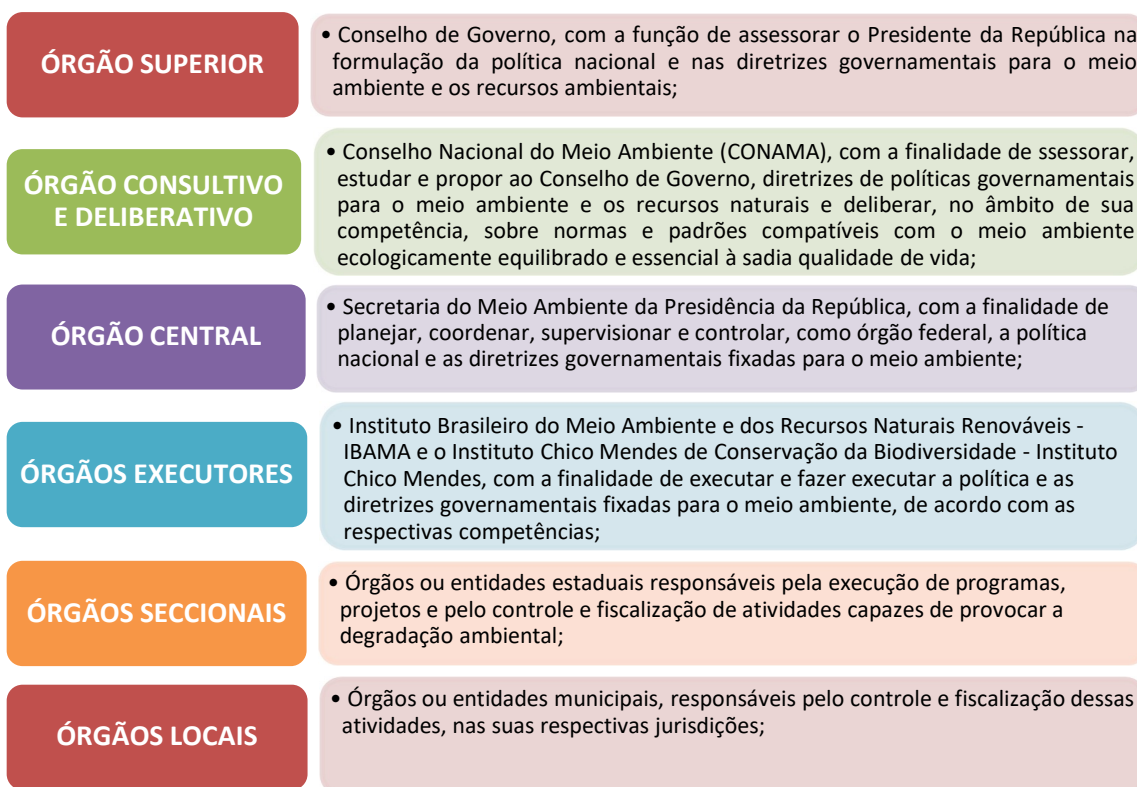 ÓRGÃO SUPERIOR
• Conselho de Governo, com a função de assessorar o Presidente da República na
formulação da política nacional e nas diretrizes governamentais para o meio
ambiente e os recursos ambientais;
ÓRGÃO CONSULTIVO
E DELIBERATIVO
• Conselho Nacional do Meio Ambiente (CONAMA), com a finalidade de ssessorar,
estudar e propor ao Conselho de Governo, diretrizes de políticas governamentais
para o meio ambiente e os recursos naturais e deliberar, no âmbito de sua
competência, sobre normas e padrões compatíveis com o meio ambiente
ecologicamente equilibrado e essencial à sadia qualidade de vida;
ÓRGÃO CENTRAL
• Secretaria do Meio Ambiente da Presidência da República, com a finalidade de
planejar, coordenar, supervisionar e controlar, como órgão federal, a política
nacional e as diretrizes governamentais fixadas para o meio ambiente;
ÓRGÃOS EXECUTORES
• Instituto Brasileiro do Meio Ambiente e dos Recursos Naturais Renováveis -
IBAMA e o Instituto Chico Mendes de Conservação da Biodiversidade - Instituto
Chico Mendes, com a finalidade de executar e fazer executar a política e as
diretrizes governamentais fixadas para o meio ambiente, de acordo com as
respectivas competências;
ÓRGÃOS SECCIONAIS
• Órgãos ou entidades estaduais responsáveis pela execução de programas,
projetos e pelo controle e fiscalização de atividades capazes de provocar a
degradação ambiental;
ÓRGÃOS LOCAIS
• Órgãos ou entidades municipais, responsáveis pelo controle e fiscalização dessas
atividades, nas suas respectivas jurisdições;